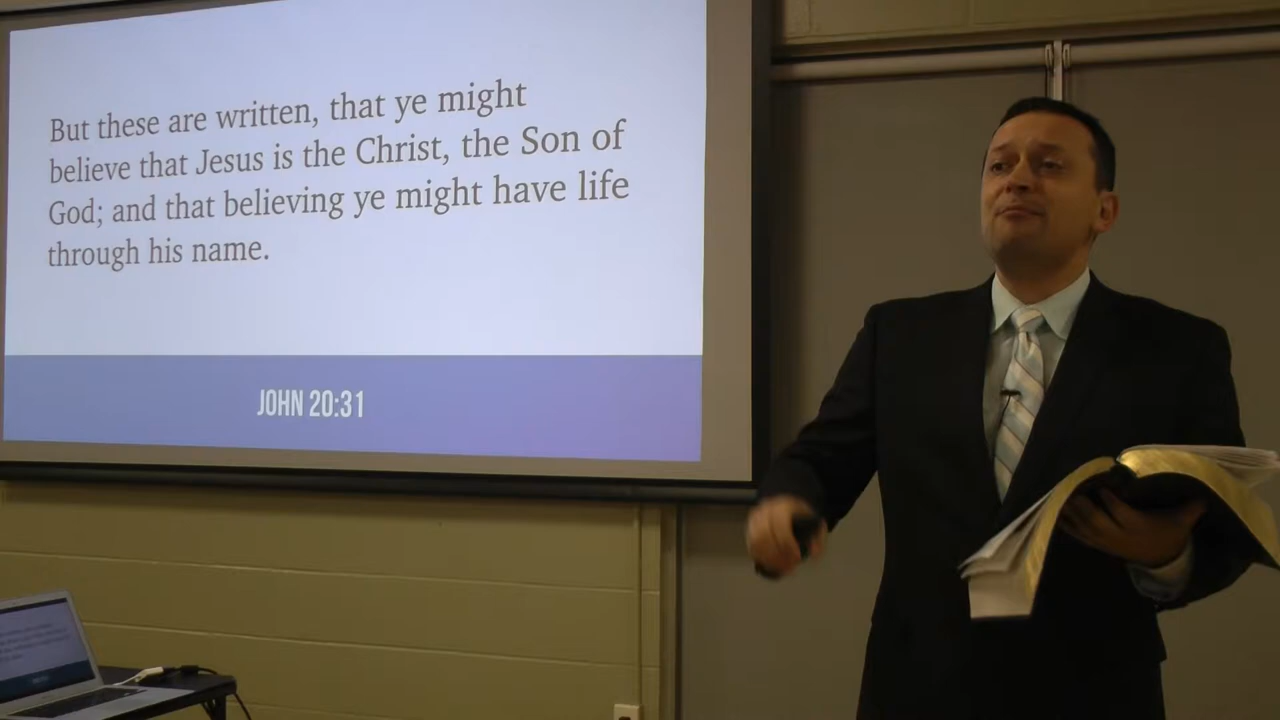 But these are written, that ye might
believe that Jesus is the Christ, the Son of
God; and that believing ye might have life
through his name.
JOHN 20:31